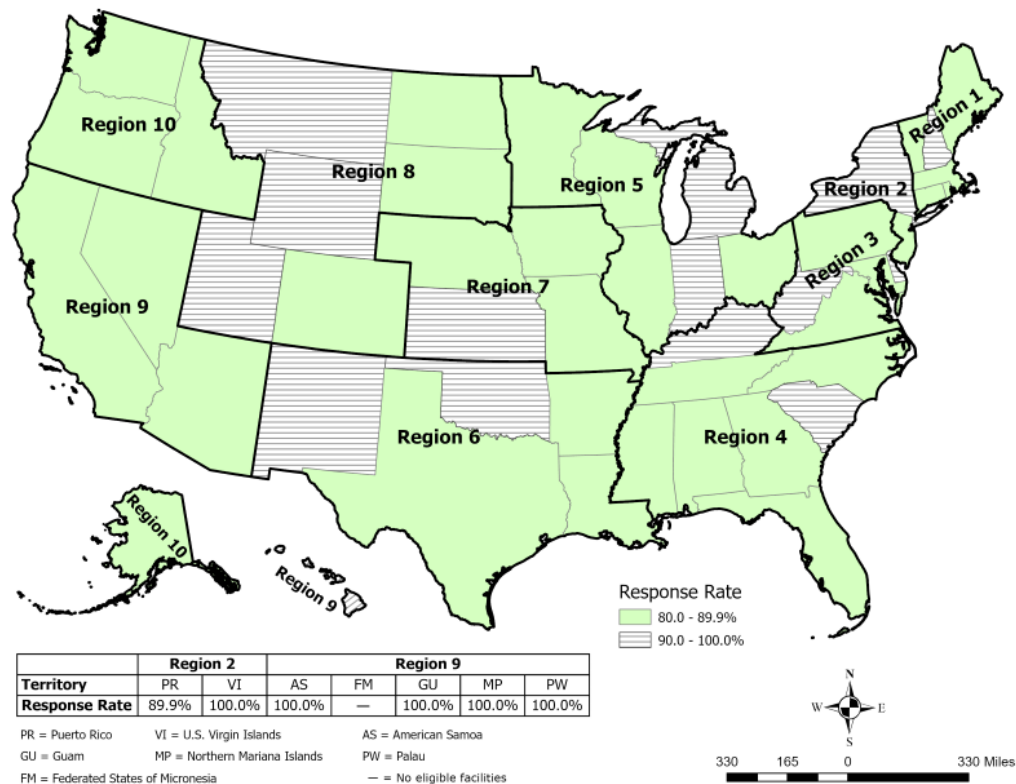 Region 1
Region 10
Region 8
Region 5
Region 2
Region 3
Region 7
Region 9
Region 6
Region 4
Region 10
Region 9
Response Rate
80.0 - 89.9%
90.0 - 100.0%
Region 2 Region 9
Territory PR VI AS FM GU MP PW
Response Rate 89.9% 100.0% 100.0% — 100.0% 100.0% 100.0%
PR = Puerto Rico VI = U.S. Virgin Islands AS = American Samoa
GU = Guam MP = Northern Mariana Islands PW = Palau
FM = Federated States of Micronesia — = No eligible facilities
N
W E
S
330 165 0 330 Miles